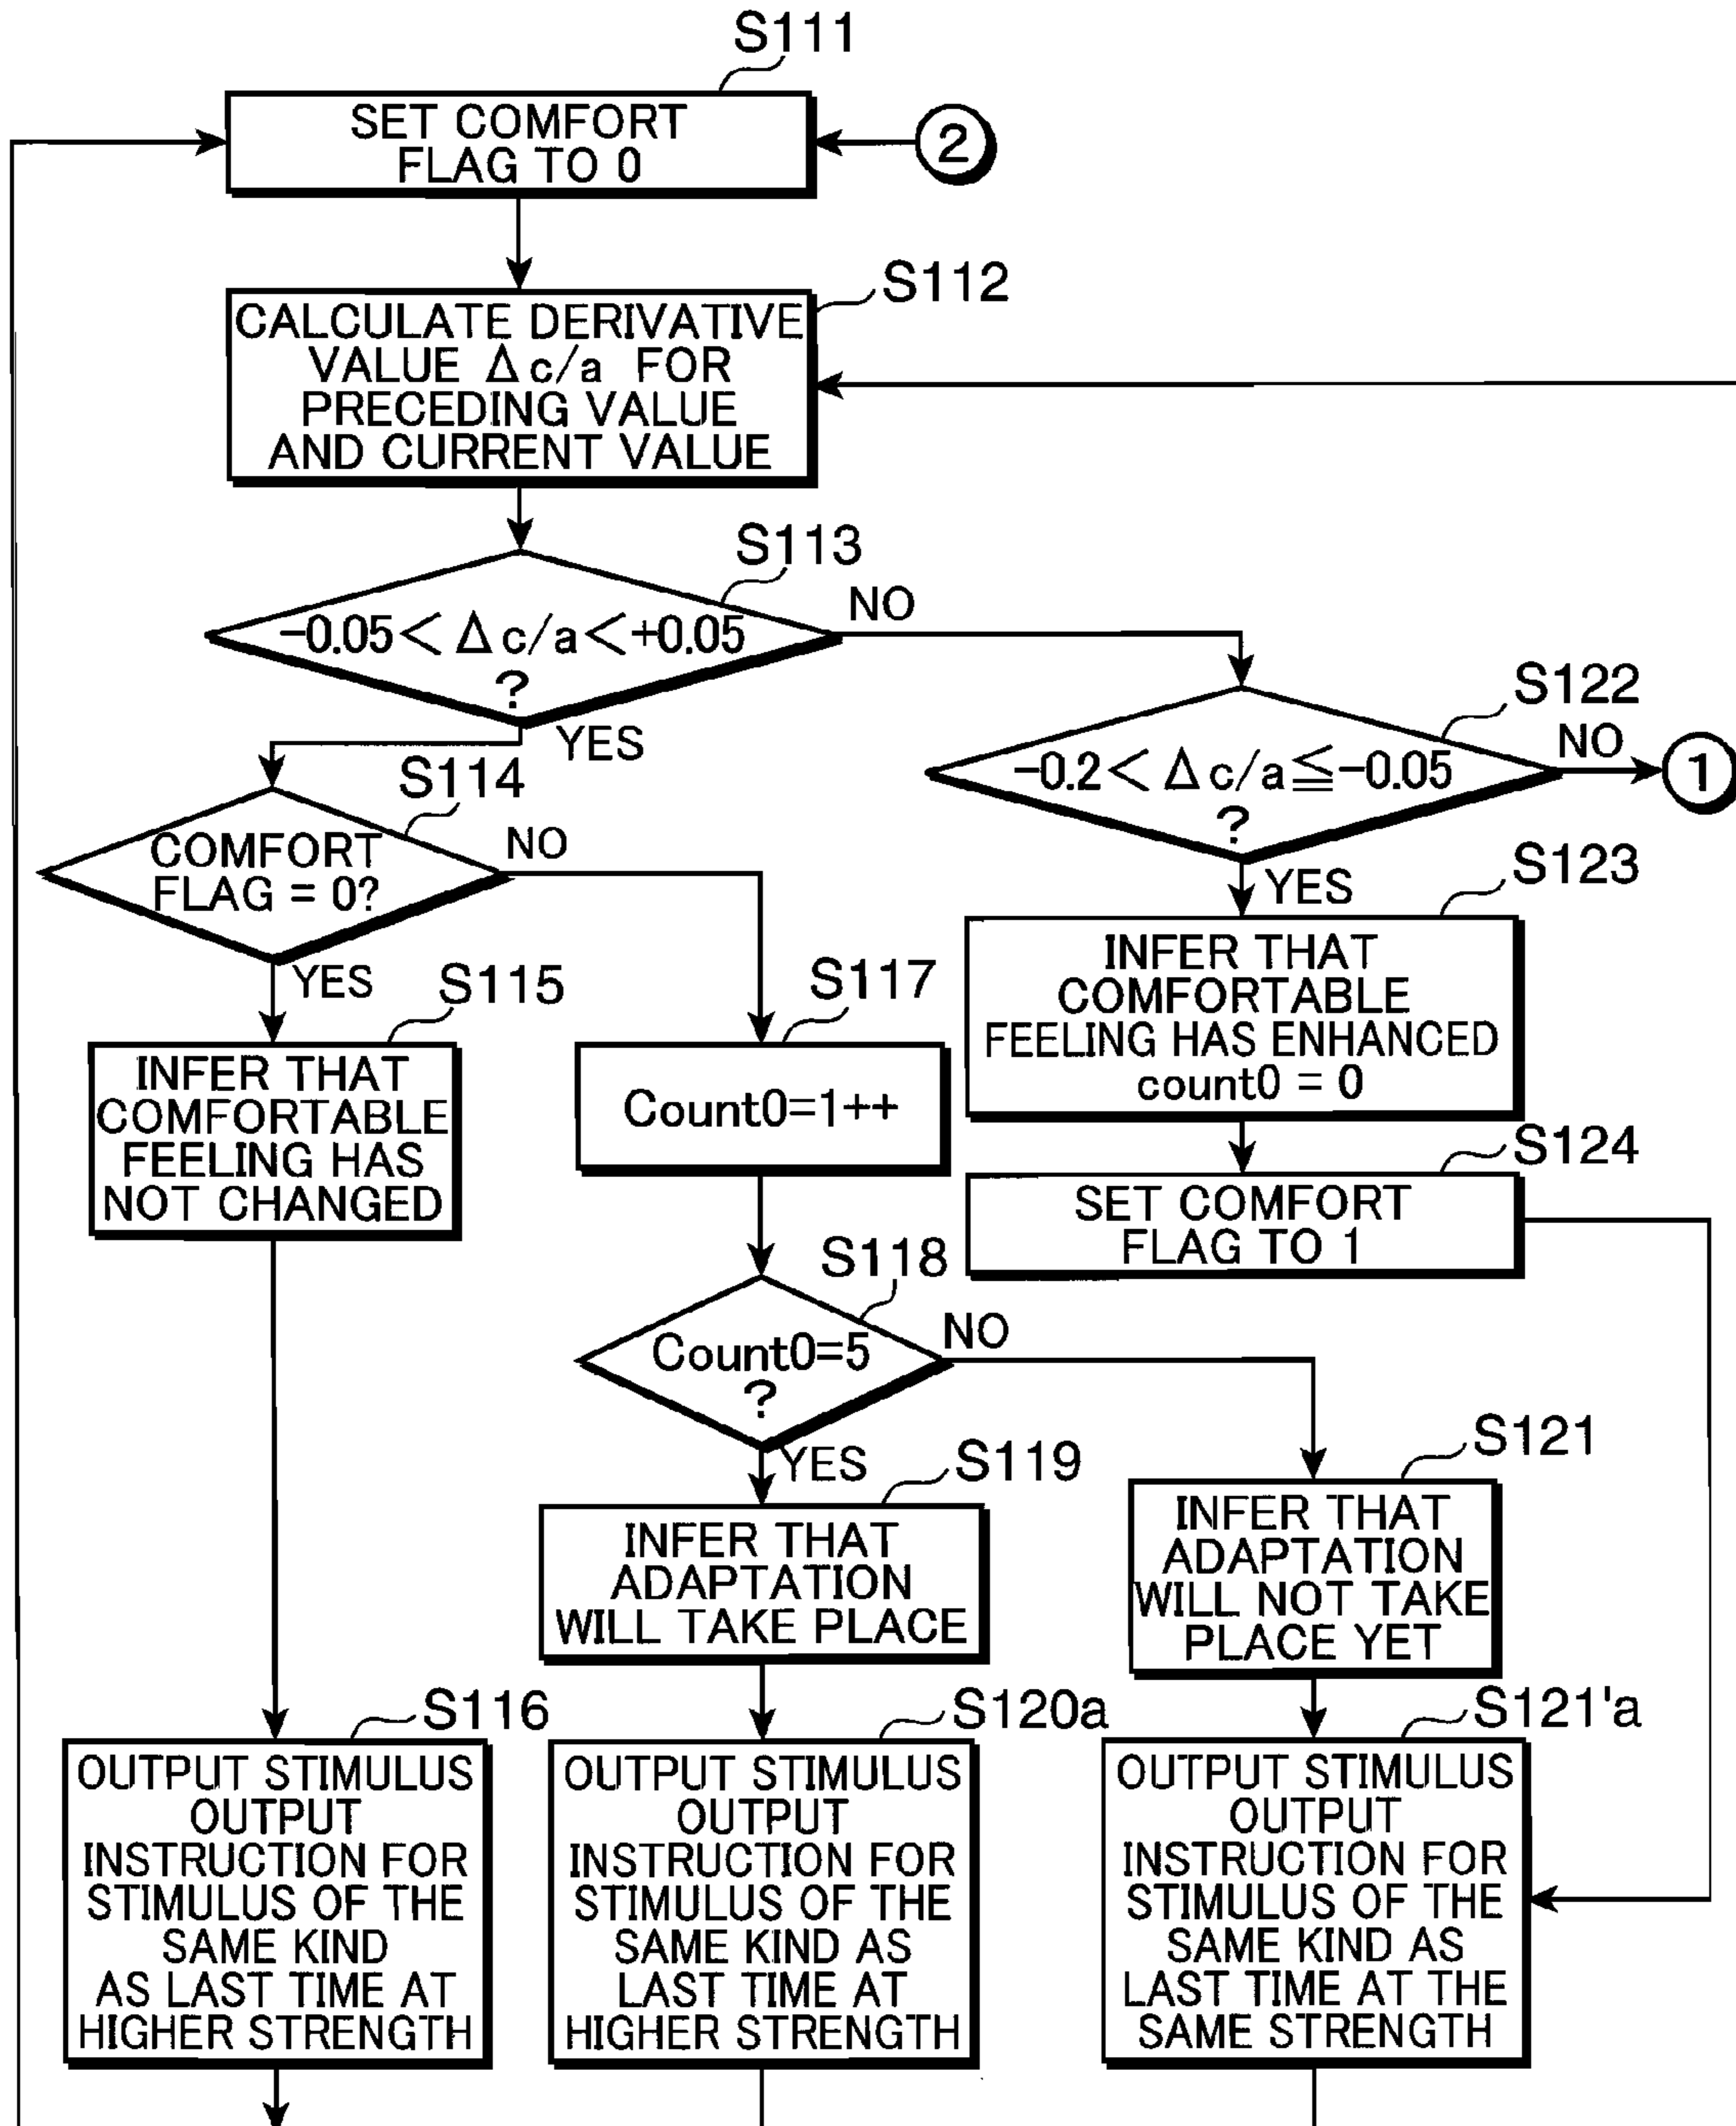 S111
SET COMFORT
FLAG TO 0
2
S112
CALCULATE DERIVATIVE
VALUE Δc/a FOR
PRECEDING VALUE
AND CURRENT VALUE
S113
-0.05<Δc/a<+0.05
?
NO
YES
S122
-0.2<Δc/a≦-0.05
?
NO
1
YES
S114
COMFORT
FLAG = 0?
NO
YES
S123
INFER THAT
COMFORTABLE
FEELING HAS ENHANCED
count0 = 0
S115
INFER THAT
COMFORTABLE
FEELING HAS
NOT CHANGED
S117
Count0=1++
S124
SET COMFORT
FLAG TO 1
S118
Count0=5
?
NO
YES
S119
INFER THAT
ADAPTATION
WILL TAKE PLACE
S121
INFER THAT
ADAPTATION
WILL NOT TAKE
PLACE YET
S116
OUTPUT STIMULUS
OUTPUT
INSTRUCTION FOR
STIMULUS OF THE
SAME KIND
AS LAST TIME AT
HIGHER STRENGTH
S120a
OUTPUT STIMULUS
OUTPUT
INSTRUCTION FOR
STIMULUS OF THE
SAME KIND AS
LAST TIME AT
HIGHER STRENGTH
S121'a
OUTPUT STIMULUS
OUTPUT
INSTRUCTION FOR
STIMULUS OF THE
SAME KIND AS
LAST TIME AT THE
SAME STRENGTH